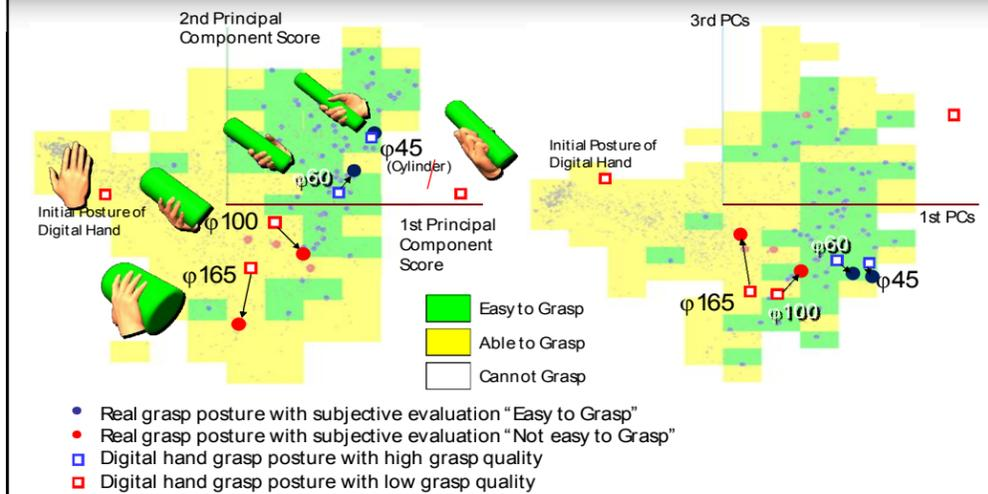 2nd Principal
Component Score
φ45
(Cylinder)
φ60
Initial Posture of
Digital Hand
φ100
1st Principal
Component
Score
φ165
3rd PCs
Initial Posture of
Digital Hand
1st PCs
φ60
φ45
φ165
φ100
Easy to Grasp
Able to Grasp
Cannot Grasp
Real grasp posture with subjective evaluation “Easy to Grasp”
Real grasp posture with subjective evaluation “Not easy to Grasp”
Digital hand grasp posture with high grasp quality
Digital hand grasp posture with low grasp quality